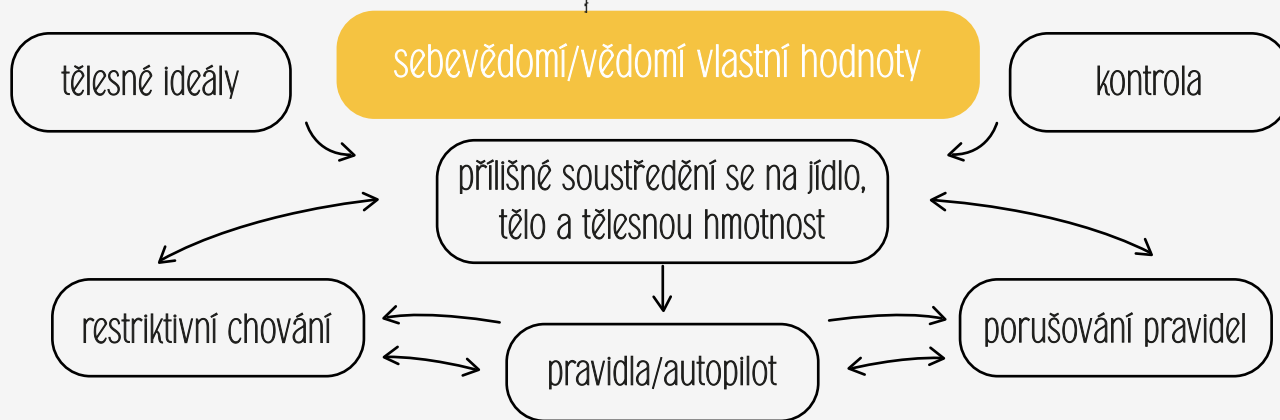 sebevědomí/vědomí vlastní hodnoty
tělesné ideály
kontrola
přílišné soustředění se na jídlo,
tělo a tělesnou hmotnost
restriktivní chování
porušování pravidel
pravidla/autopilot